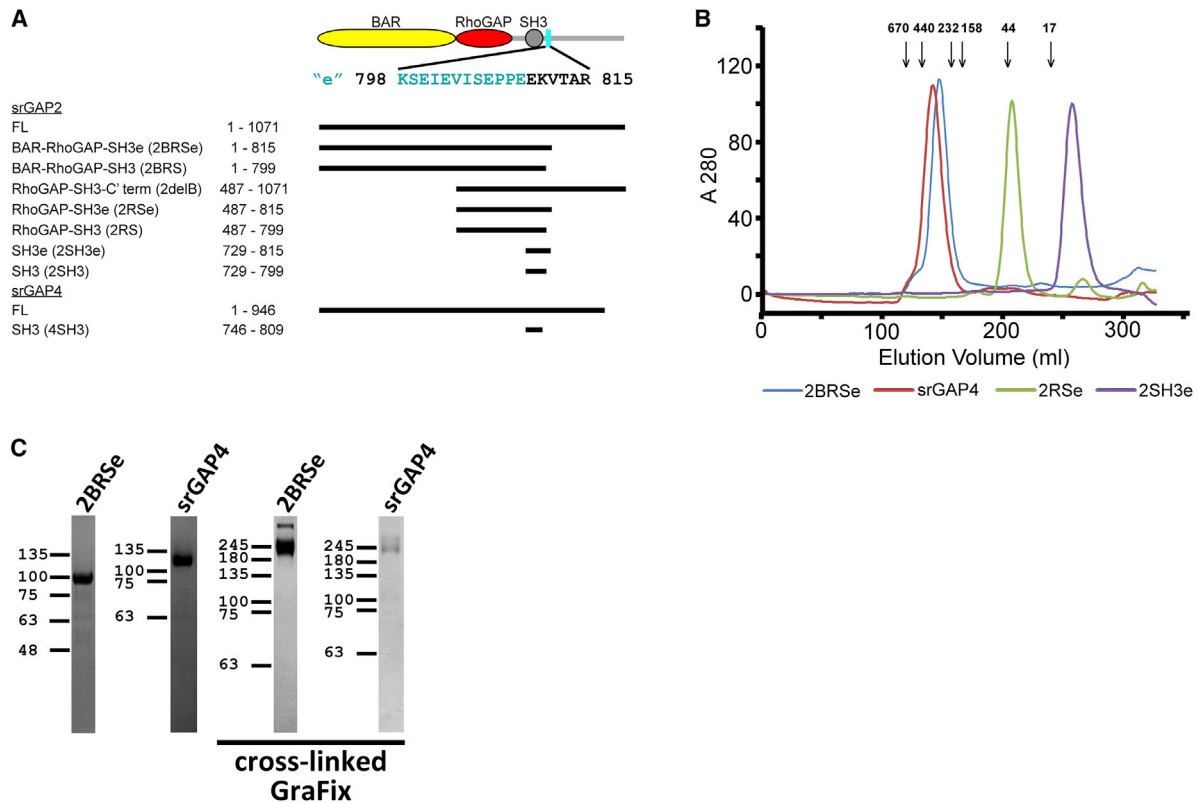 A
BAR RhoGAP SH3
"e" 798 KSEIEVISEPPEEKVTAR 815
srGAP2
FL 1 - 1071
BAR-RhoGAP-SH3e (2BRSe) 1 - 815
BAR-RhoGAP-SH3 (2BRS) 1 - 799
RhoGAP-SH3-C' term (2delB) 487 - 1071
RhoGAP-SH3e (2RSe) 487 - 815
RhoGAP-SH3 (2RS) 487 - 799
SH3e (2SH3e) 729 - 815
SH3 (2SH3) 729 - 799
srGAP4
FL 1 - 946
SH3 (4SH3) 746 - 809
B
670 440 232 158 44 17
120
80
40
0
A 280
0 100 200 300
Elution Volume (ml)
2BRSe srGAP4 2RSe 2SH3e
C
2BRSe srGAP4 2BRSe srGAP4
135
100
75
63
48
135
100
75
63
245
180
135
100
75
63
245
180
135
100
75
63
cross-linked
GraFix